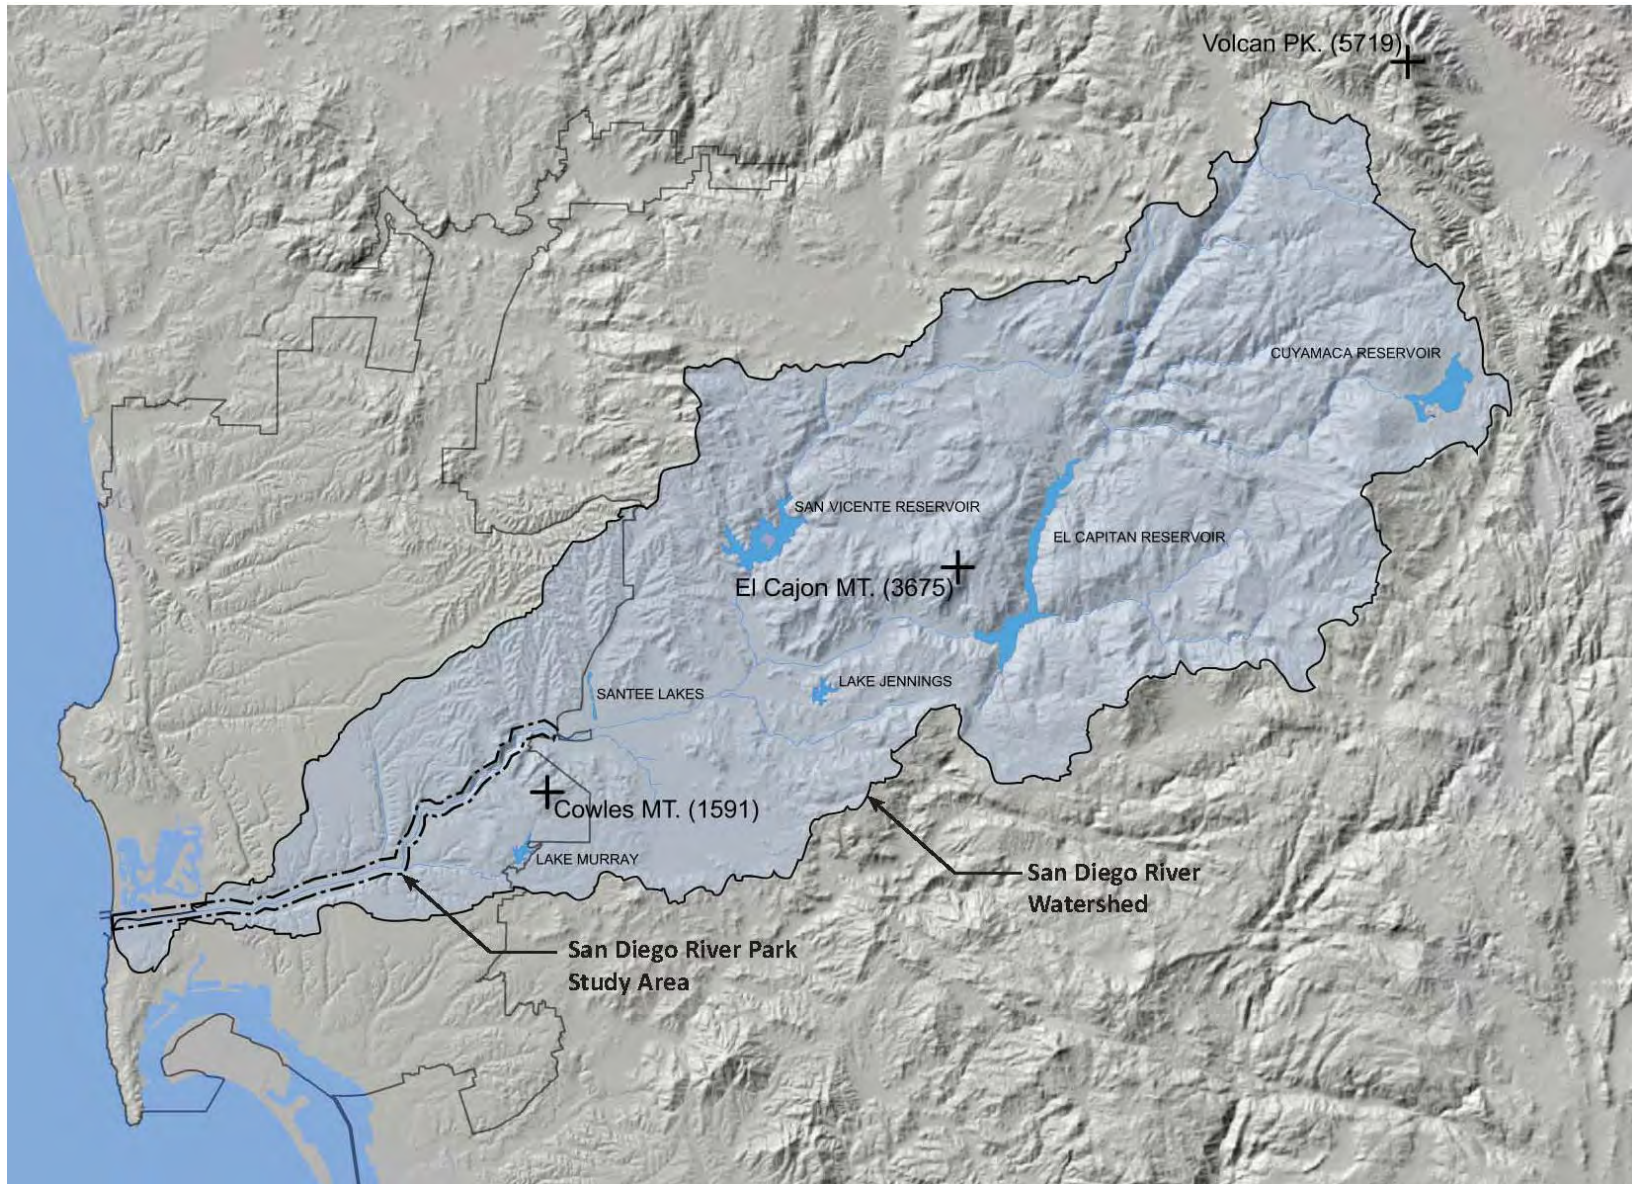 Volcan PK. (5719)
CUYAMACA RESERVOIR
SAN VICENTE RESERVOIR
EL CAPITAN RESERVOIR
El Cajon MT. (3675)
LAKE JENNINGS
SANTEE LAKES
Cowles MT. (1591)
LAKE MURRAY
San Diego River
Watershed
San Diego River Park
Study Area